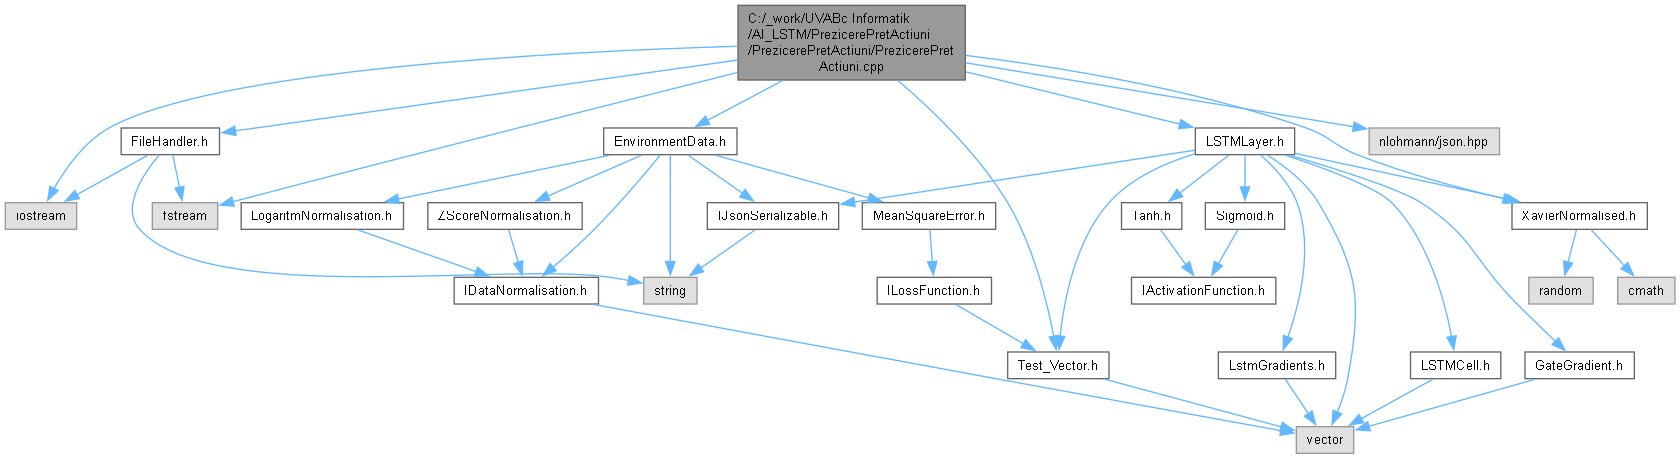 C:/_work/UVABc Informatik
/AI_LSTM/PrezicerePretActiuni
/PrezicerePretActiuni/PrezicerePret
Actiuni.cpp
FileHandler.h
EnvironmentData.h
LSTMLayer.h
nlohmann/json.hpp
iostream
fstream
LogaritmNormalisation.h
ZScoreNormalisation.h
IJsonSerializable.h
MeanSquareError.h
Tanh.h
Sigmoid.h
XavierNormalised.h
IDataNormalisation.h
string
ILossFunction.h
IActivationFunction.h
random
cmath
Test_Vector.h
LstmGradients.h
LSTMCell.h
GateGradient.h
vector